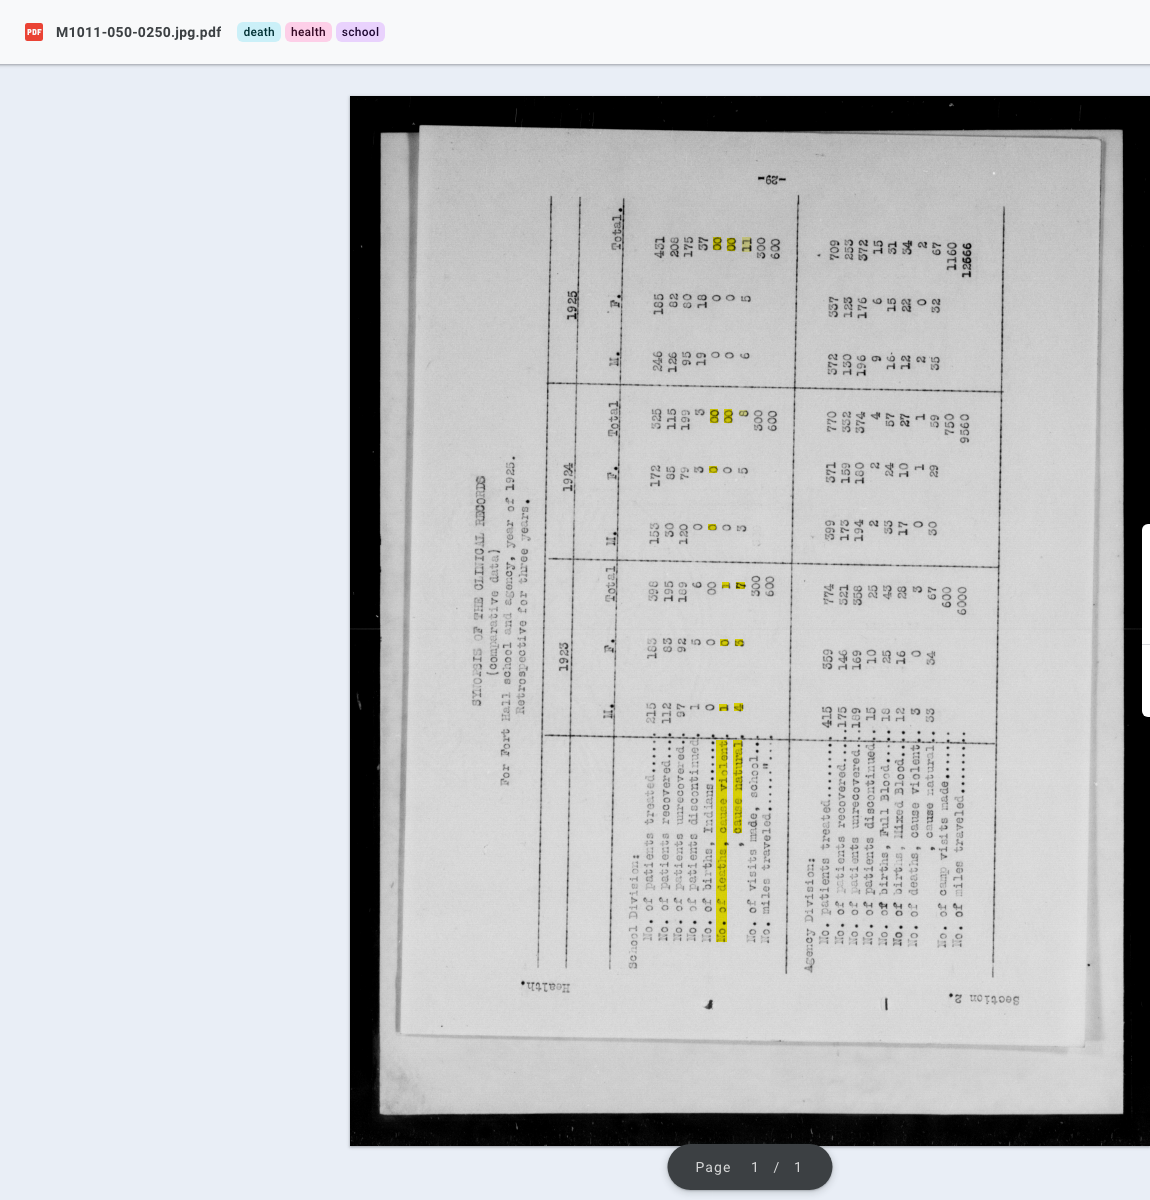 PDF M1011-050-0250.jpg.pdf death health school
Section 2.
Health.
-29-
SYNOPSIS OF THE CLINICAL RECORDS
(comparative data)
For Fort Hall school and agency, year of 1925.
Retrospective for three years.
1923 1924 1925
M. F. Total M. F. Total M. F. Total.
School Division:
No. of patients treated..... 215 183 398 153 172 325 246 185 431
No. of patients recovered.... 112 83 195 30 85 115 126 82 208
No. of patients unrecovered. 97 92 189 120 79 199 95 80 175
No. of patients discontinued. 1 5 6 0 3 3 19 18 37
No. of births, Indians....... 0 0 00 0 0 00 0 0 00
No. of deaths, cause violent. 1 0 1 0 0 00 0 0 00
" , cause natural. 4 3 7 3 5 8 6 5 11
No. of visits made, school... 300 300 300
No. miles traveled....."... 600 600 600
Agency Division:
No. patients treated.......... 415 359 774 399 371 770 372 337 709
No. of patients recovered.... 175 146 321 173 159 332 130 123 253
No. of patients unrecovered.. 189 169 358 194 180 374 196 176 372
No. of patients discontinued. 15 10 25 2 2 4 9 6 15
No. of births, Full Blood..... 18 25 43 33 24 57 16 15 31
No. of births, Mixed Blood.... 12 16 28 17 10 27 12 22 34
No. of deaths, cause violent. 3 0 3 0 1 1 2 0 2
" , cause natural.. 33 34 67 30 29 59 35 32 67
No. of camp visits made....... 600 750 1160
No. of miles traveled......... 6000 9560 12666
Page 1 / 1